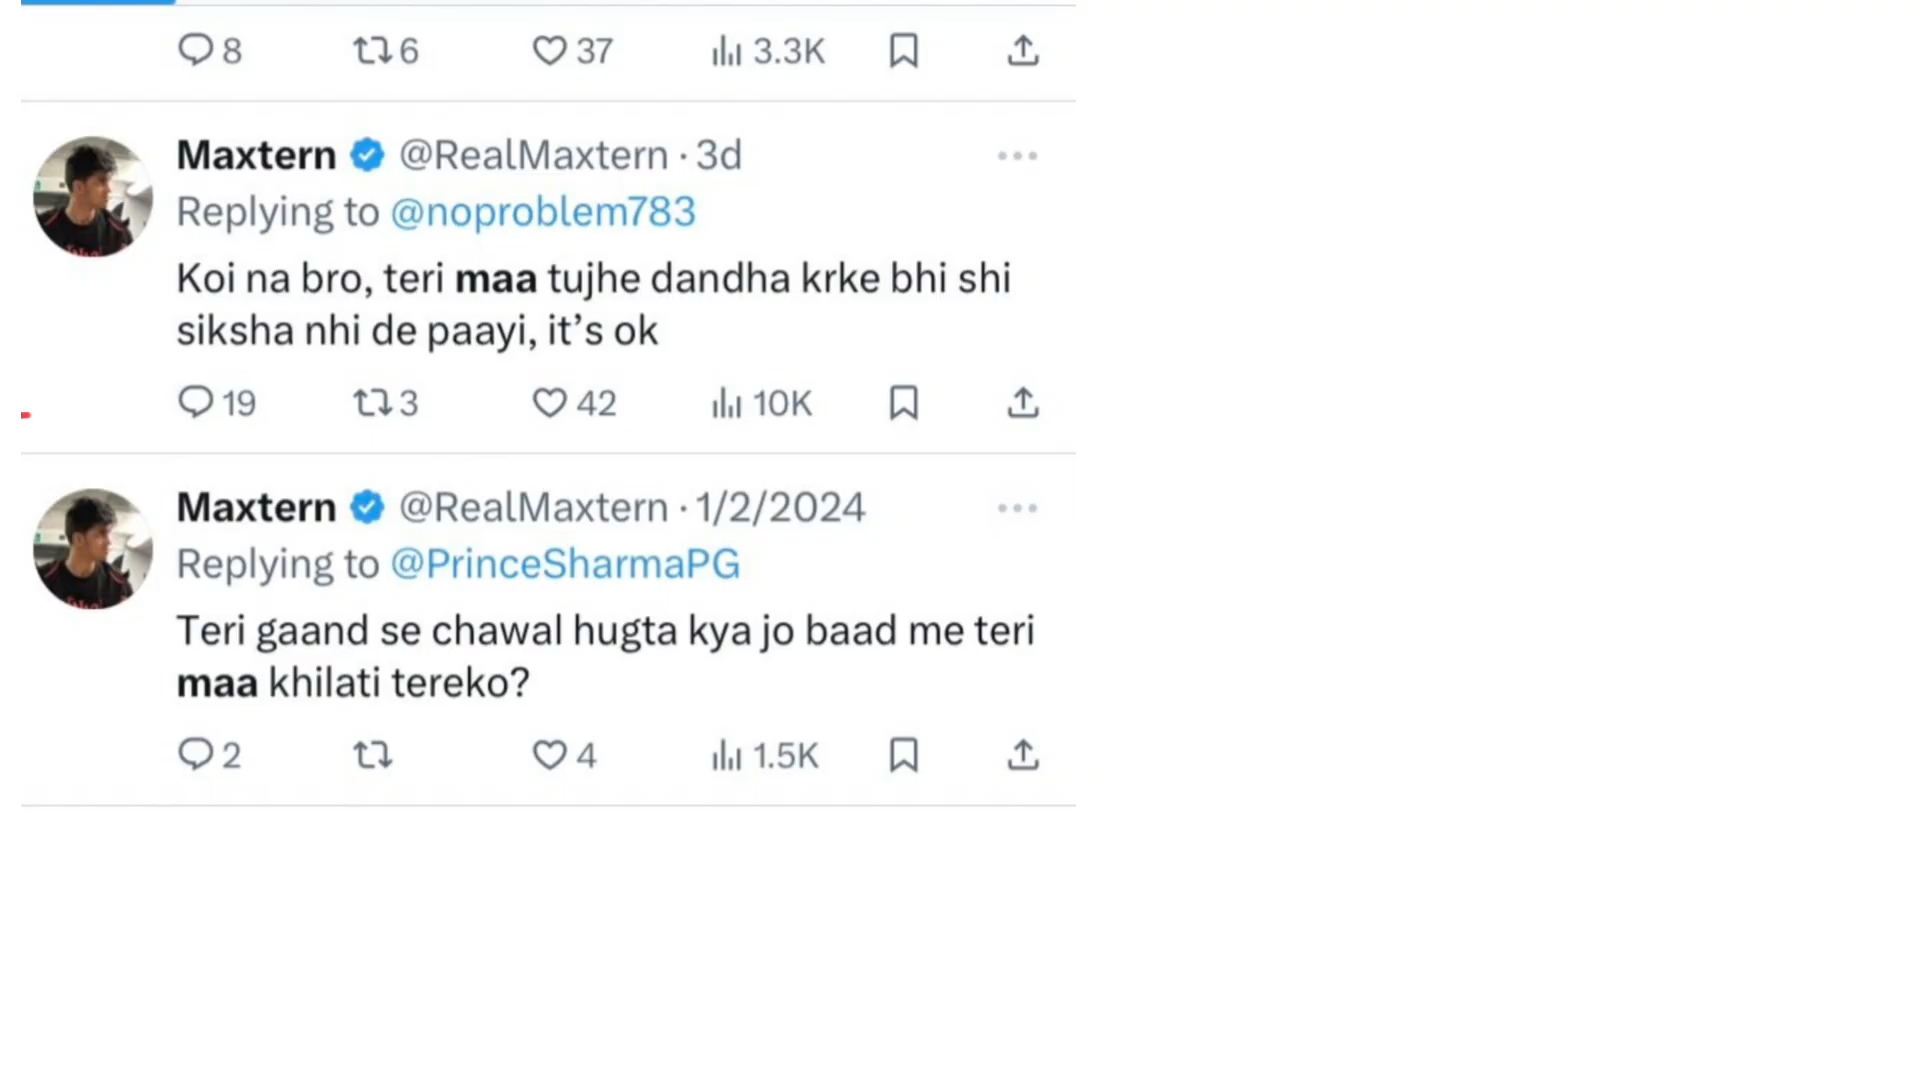 8 6 37 3.3K
Maxtern @RealMaxtern · 3d
Replying to @noproblem783
Koi na bro, teri maa tujhe dandha krke bhi shi
siksha nhi de paayi, it’s ok
19 3 42 10K
Maxtern @RealMaxtern · 1/2/2024
Replying to @PrinceSharmaPG
Teri gaand se chawal hugta kya jo baad me teri
maa khilati tereko?
2 4 1.5K